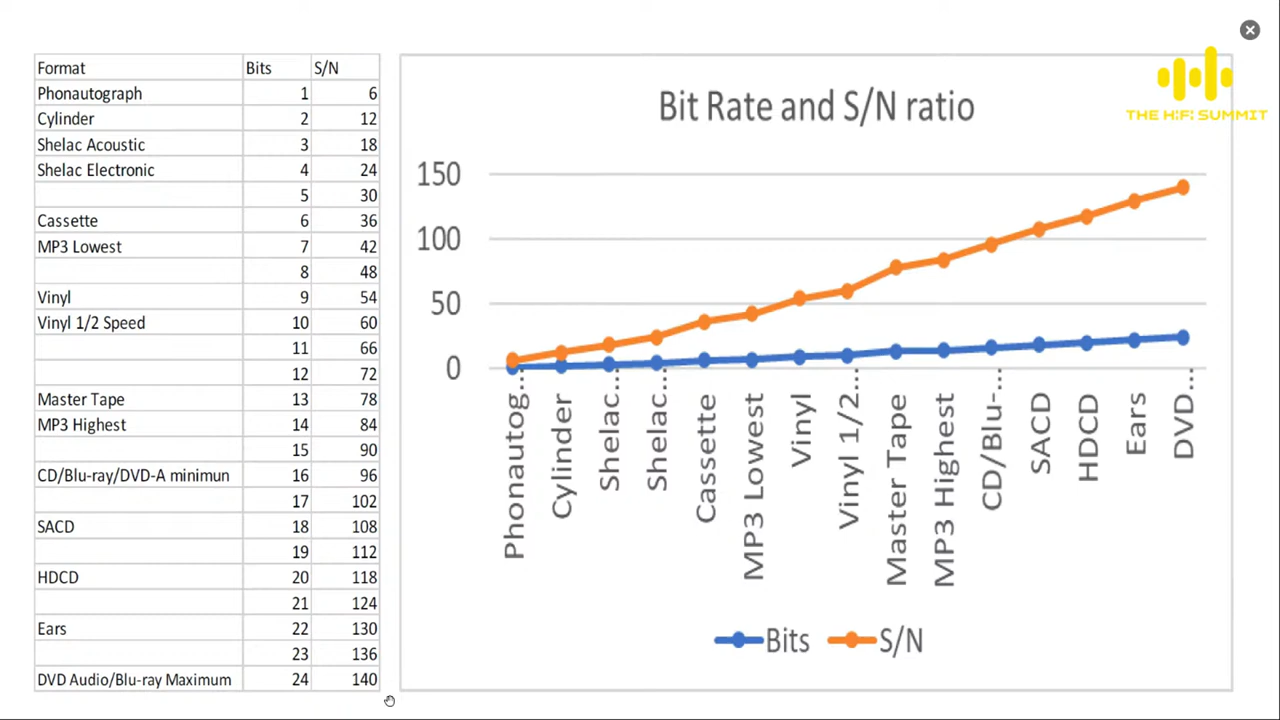 Format Bits S/N
Phonautograph 1 6
Cylinder 2 12
Shelac Acoustic 3 18
Shelac Electronic 4 24
5 30
Cassette 6 36
MP3 Lowest 7 42
8 48
Vinyl 9 54
Vinyl 1/2 Speed 10 60
11 66
12 72
Master Tape 13 78
MP3 Highest 14 84
15 90
CD/Blu-ray/DVD-A minimun 16 96
17 102
SACD 18 108
19 112
HDCD 20 118
21 124
Ears 22 130
23 136
DVD Audio/Blu-ray Maximum 24 140
THE HIFI SUMMIT
Bit Rate and S/N ratio
150
100
50
0
Phonautog...
Cylinder
Shelac...
Shelac...
Cassette
MP3 Lowest
Vinyl
Vinyl 1/2...
Master Tape
MP3 Highest
CD/Blu-...
SACD
HDCD
Ears
DVD...
Bits S/N